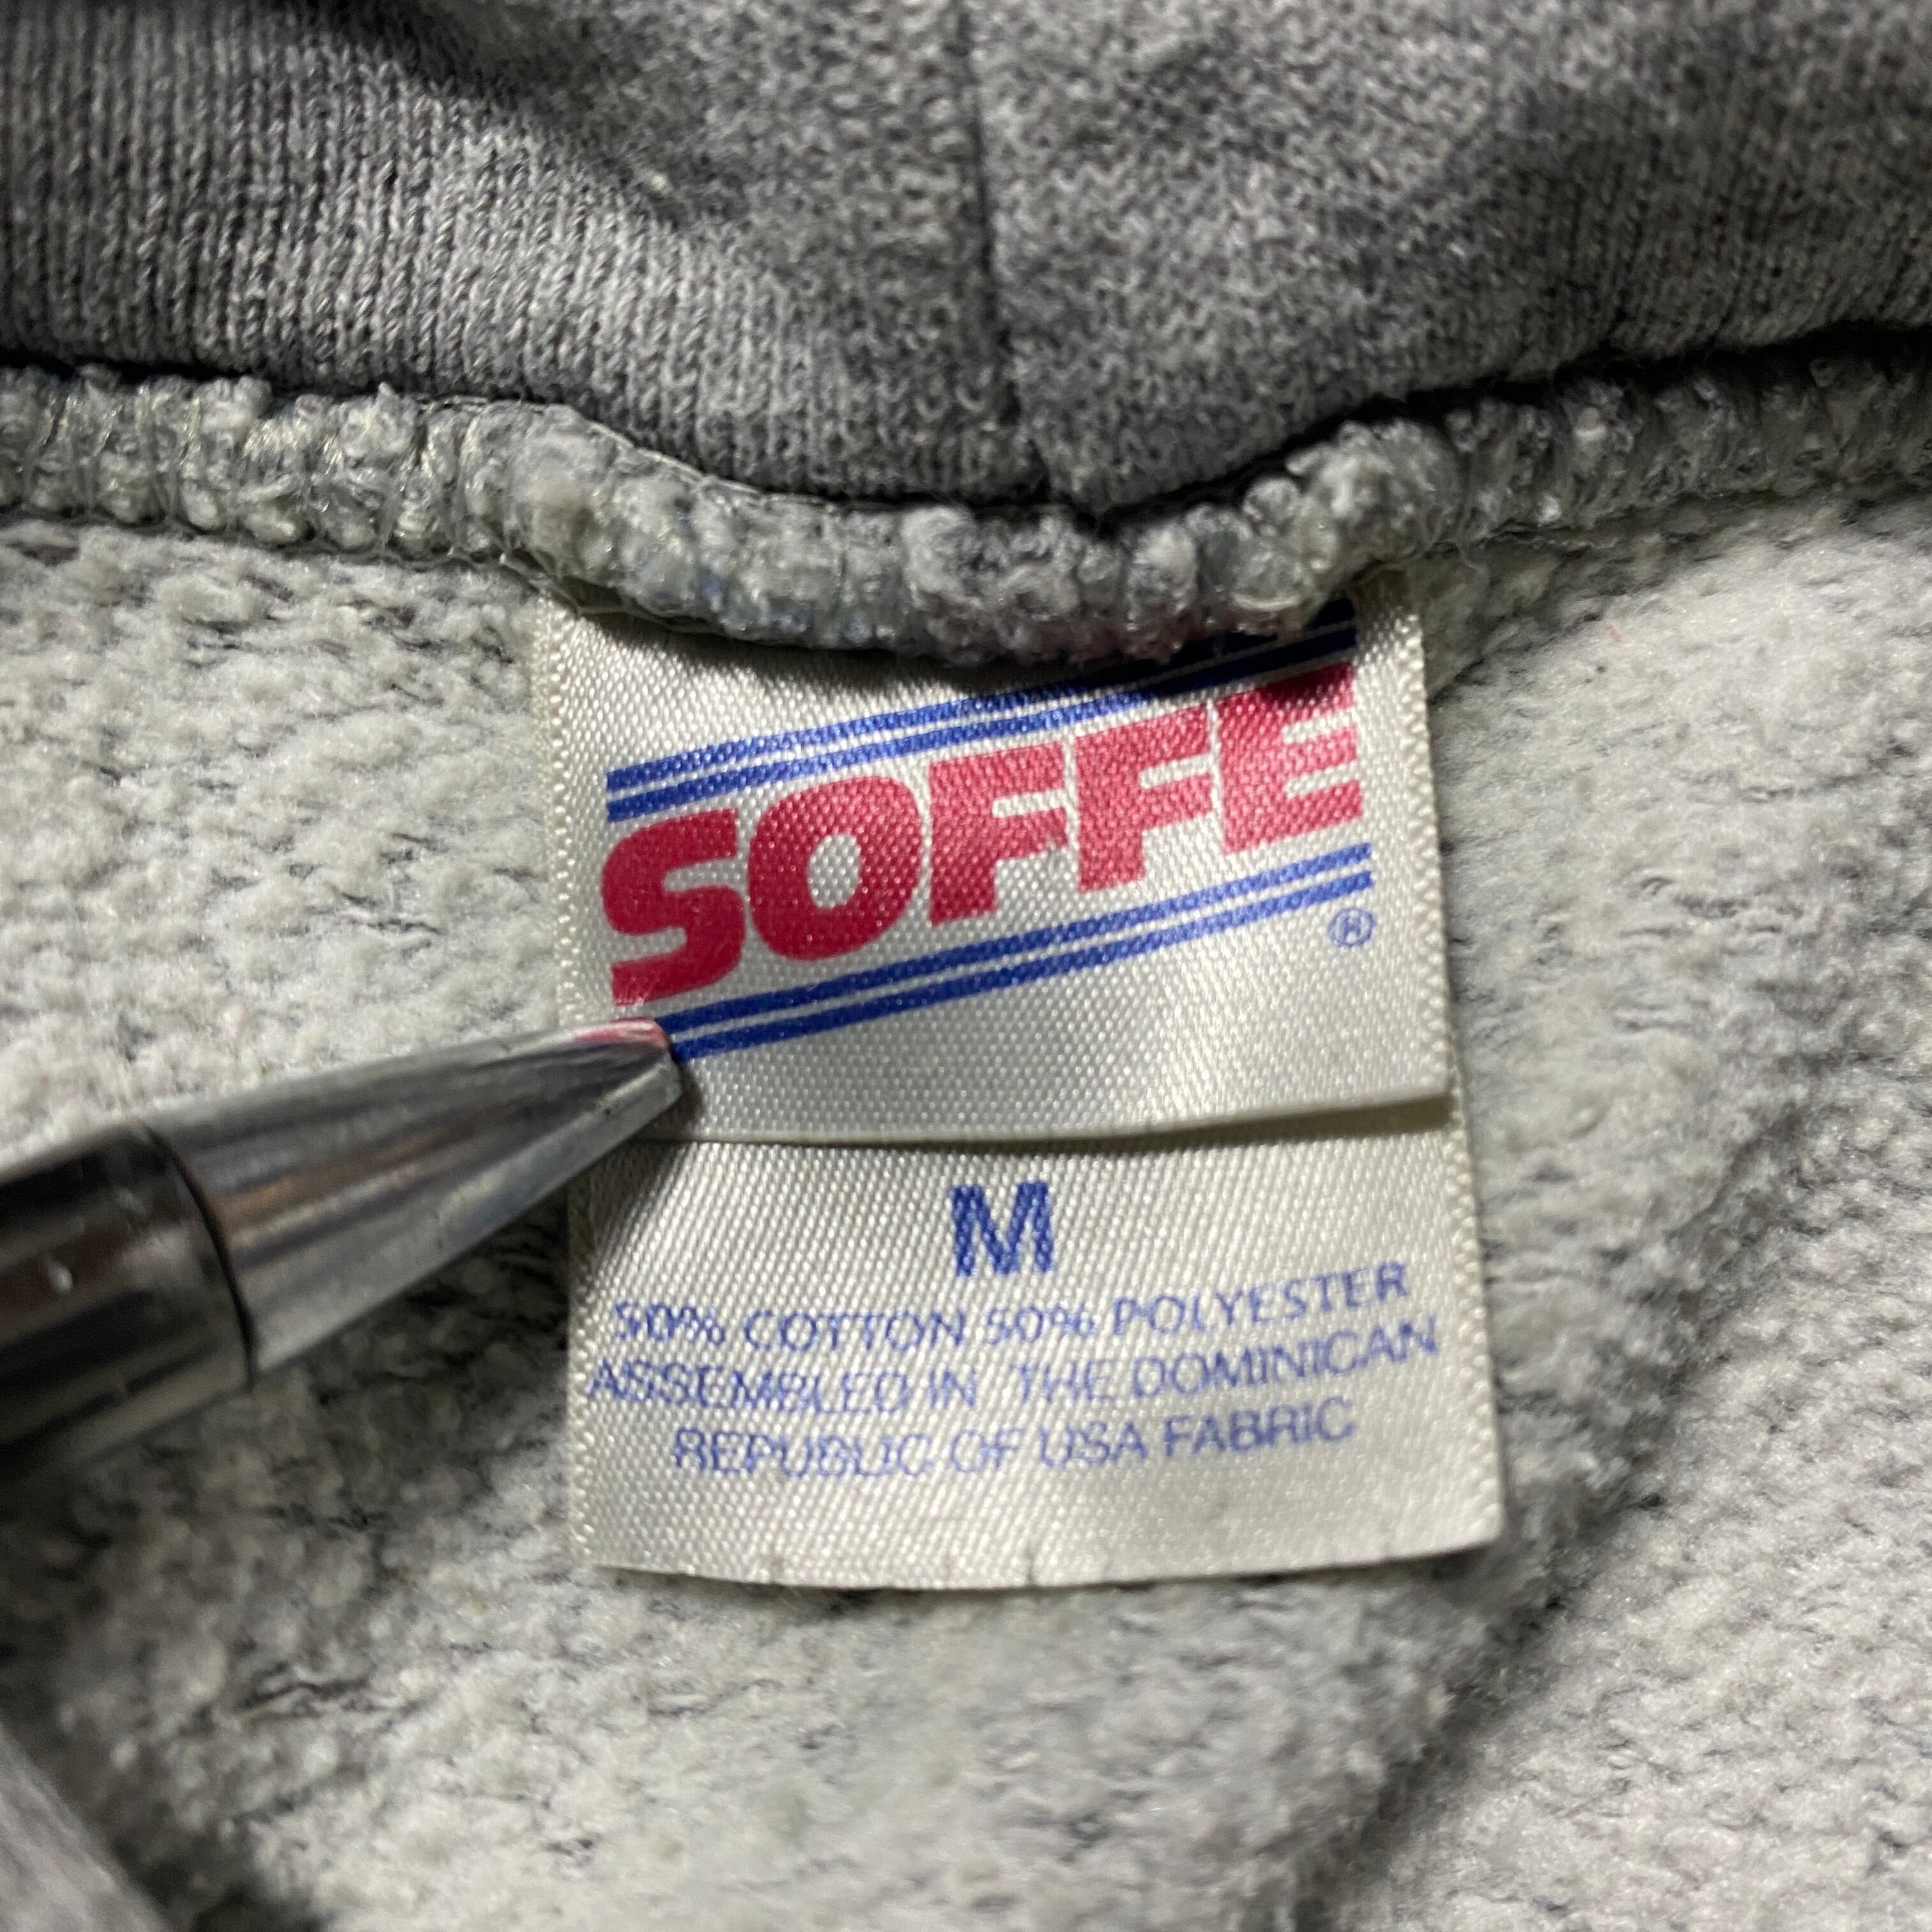 SOFFE
®
M
50% COTTON 50% POLYESTER
ASSEMBLED IN THE DOMINICAN
REPUBLIC OF USA FABRIC